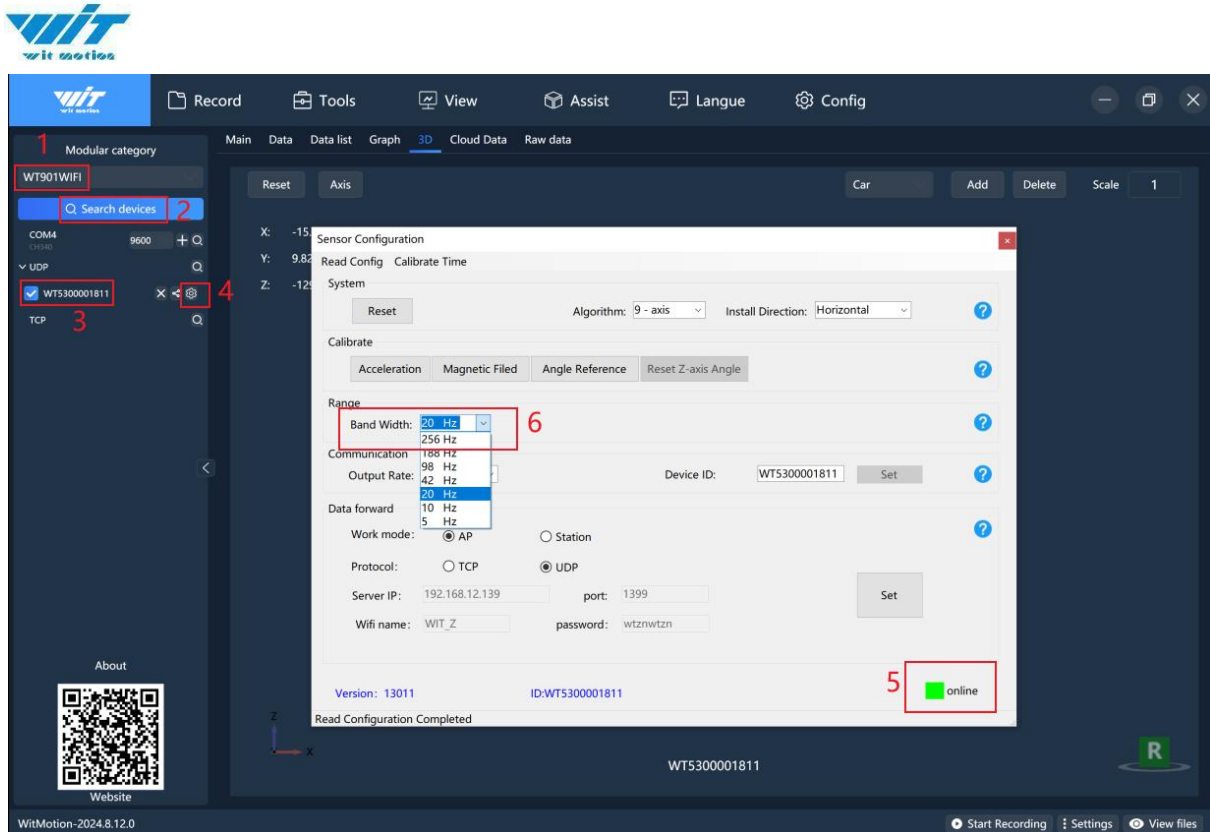 WiT
wit motion
WiT
wit motion
Record Tools View Assist Langue Config
1
Modular category
Main Data Data list Graph 3D Cloud Data Raw data
WT901WIFI
Reset Axis Car Add Delete Scale 1
Search devices 2
COM4 9600
CH340
UDP
WT5300001811 4
TCP 3
X: -15.
Y: 9.82
Z: -129
Sensor Configuration
Read Config Calibrate Time
System
Reset Algorithm: 9 - axis Install Direction: Horizontal ?
Calibrate
Acceleration Magnetic Filed Angle Reference Reset Z-axis Angle ?
Range
Band Width: 20 Hz 6 ?
256 Hz
Communication 188 Hz
98 Hz
Output Rate: 42 Hz Device ID: WT5300001811 Set ?
20 Hz
Data forward 10 Hz
5 Hz
Work mode: AP Station ?
Protocol: TCP UDP
Server IP: 192.168.12.139 port: 1399 Set
Wifi name: WIT_Z password: wtznwtzn
5 online
Version: 13011 ID:WT5300001811
Read Configuration Completed
About
Website
Z
X
WT5300001811
R
WitMotion-2024.8.12.0 Start Recording Settings View files